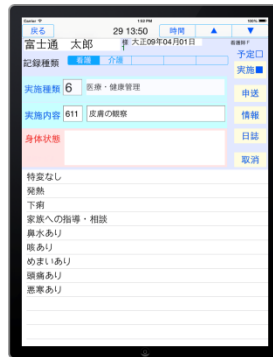 戻る 29 13:50 時間 ▲ ▼
富士通 太郎 様 大正09年04月01日
予定□
記録種類 看護 介護
実施■
実施種類 6 医療・健康管理
申送
実施内容 611 皮膚の観察
情報
身体状態
日誌
取消
特変なし
発熱
下痢
家族への指導・相談
鼻水あり
咳あり
めまいあり
頭痛あり
悪寒あり